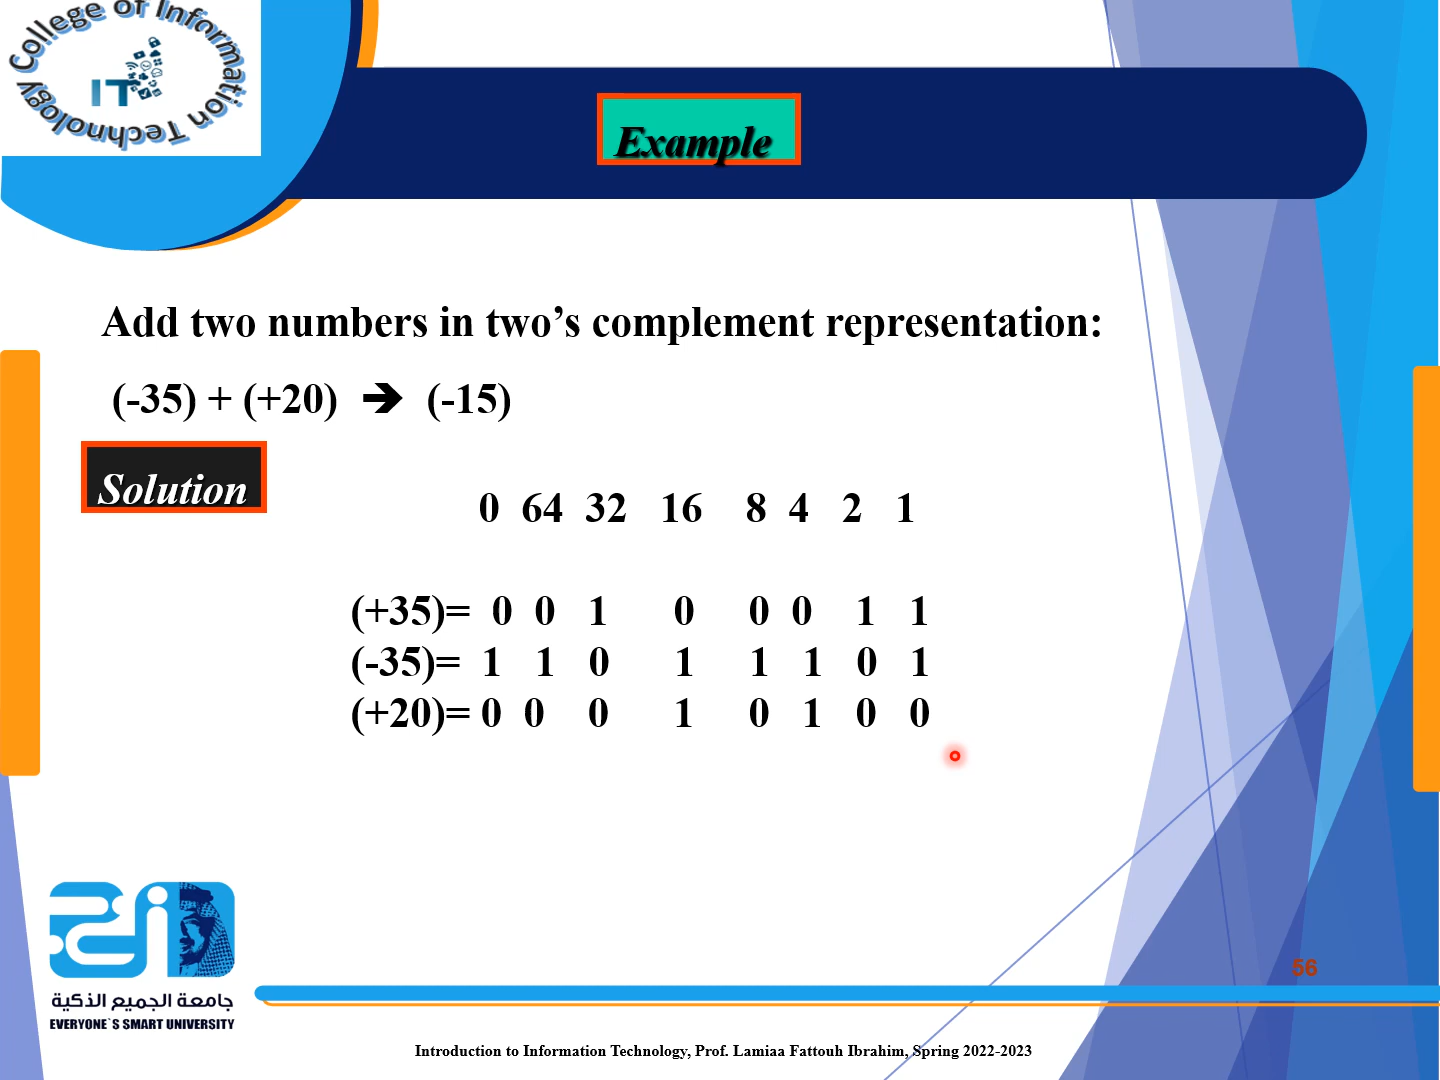 College of Information Technology
IT
Example
Add two numbers in two’s complement representation:
(-35) + (+20) ➔ (-15)
Solution
0 64 32 16 8 4 2 1
(+35)= 0 0 1 0 0 0 1 1
(-35)= 1 1 0 1 1 1 0 1
(+20)= 0 0 0 1 0 1 0 0
56
جامعة الجميع الذكية
EVERYONE`S SMART UNIVERSITY
Introduction to Information Technology, Prof. Lamiaa Fattouh Ibrahim, Spring 2022-2023